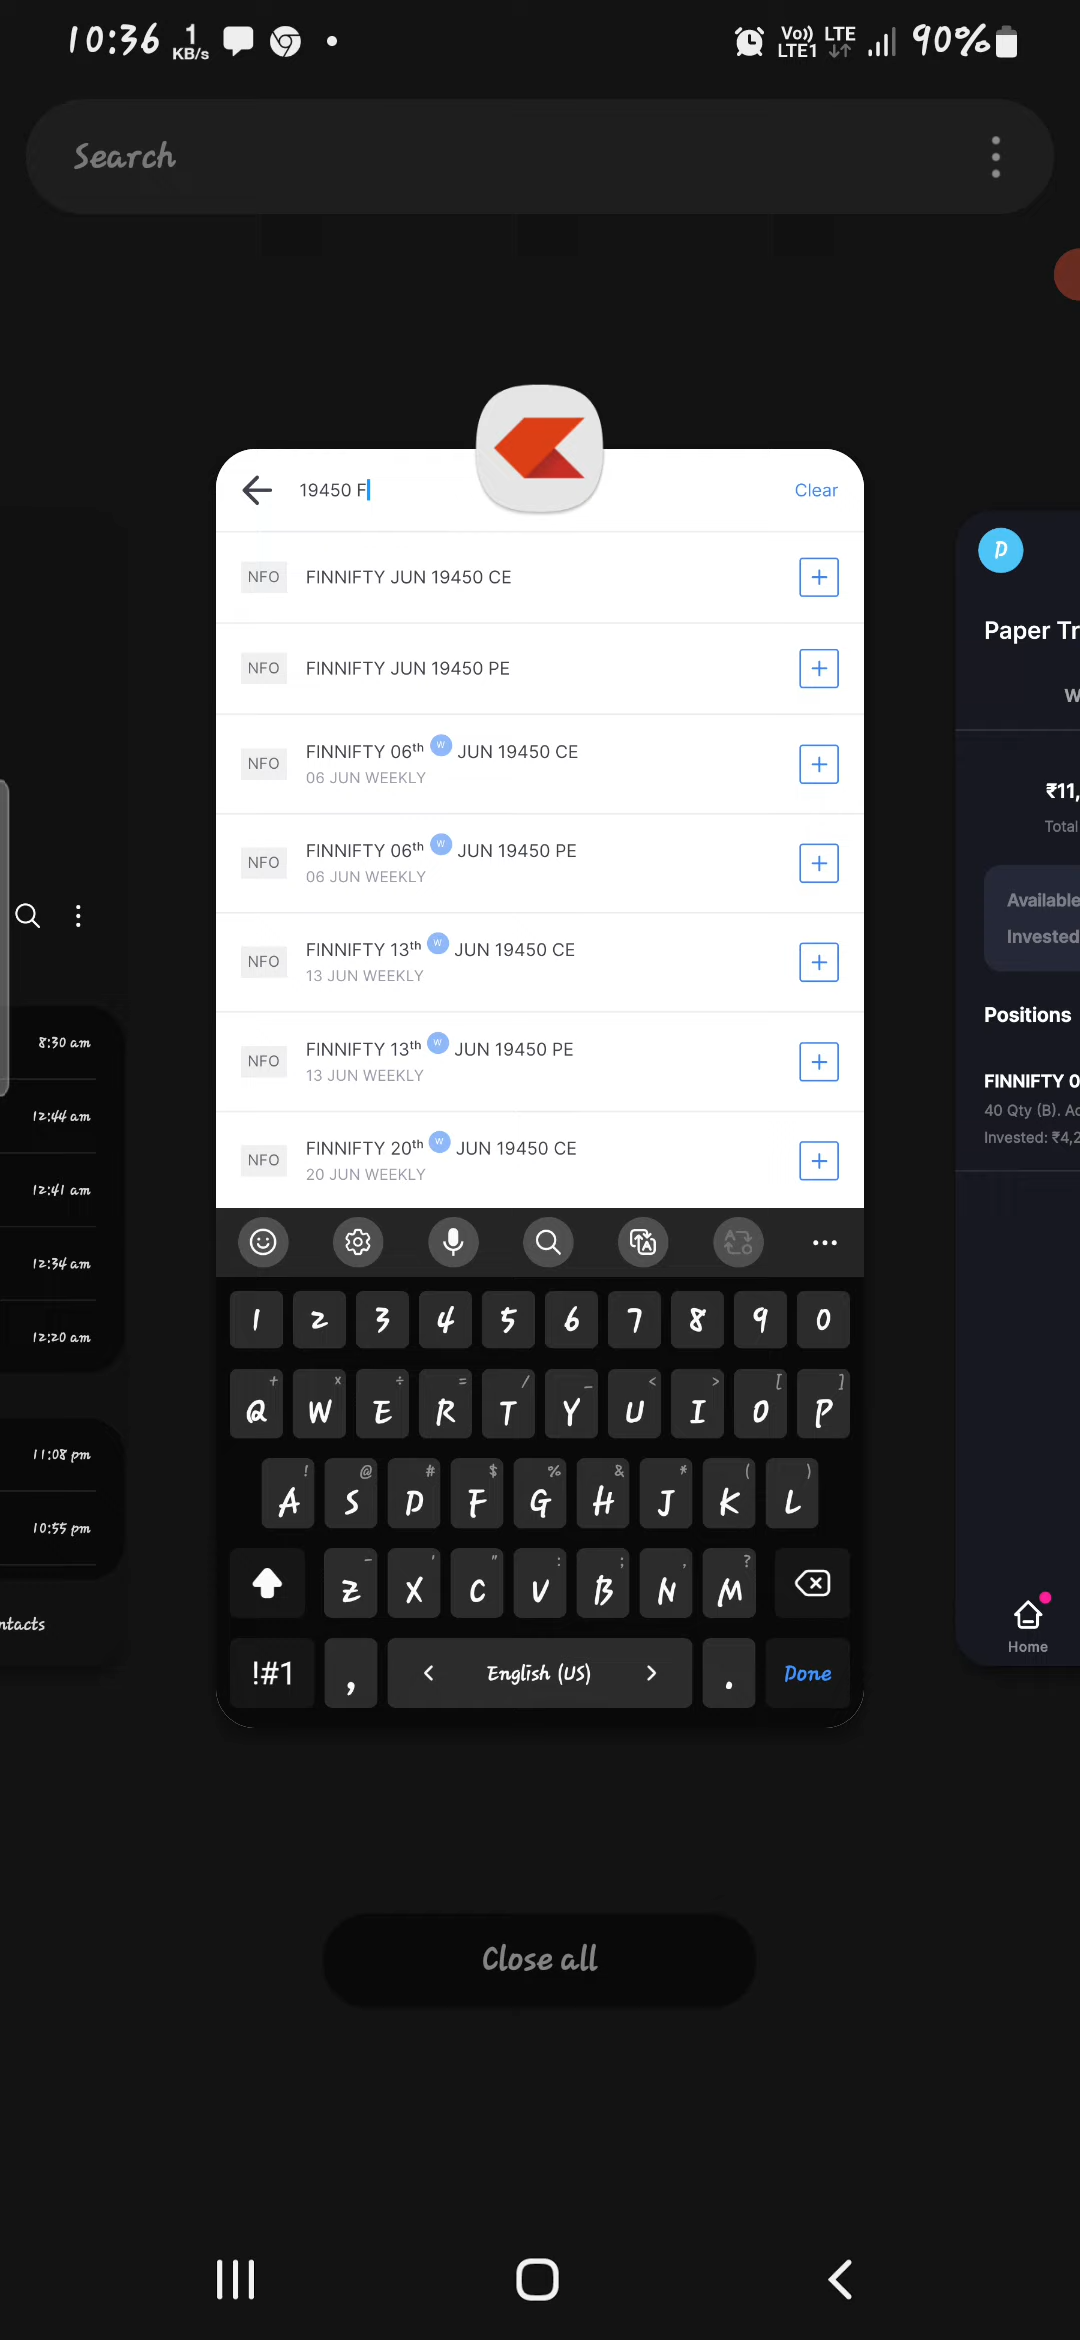 10:36 1 KB/s Vo)) LTE1 LTE 90%
Search
19450 F Clear
NFO FINNIFTY JUN 19450 CE
NFO FINNIFTY JUN 19450 PE
NFO FINNIFTY 06th W JUN 19450 CE
06 JUN WEEKLY
NFO FINNIFTY 06th W JUN 19450 PE
06 JUN WEEKLY
NFO FINNIFTY 13th W JUN 19450 CE
13 JUN WEEKLY
NFO FINNIFTY 13th W JUN 19450 PE
13 JUN WEEKLY
NFO FINNIFTY 20th W JUN 19450 CE
20 JUN WEEKLY
1 2 3 4 5 6 7 8 9 0
+ × ÷ = / _ < > [ ]
Q W E R T Y U I O P
! @ # $ % & * ( )
A S D F G H J K L
- ' " : ; , ?
Z X C V B N M
!#1 , < English (US) > . Done
8:30 am
12:44 am
12:41 am
12:34 am
12:20 am
11:08 pm
10:55 pm
ntacts
P
Paper Tr
W
₹11,
Total
Available
Invested
Positions
FINNIFTY 0
40 Qty (B). Ac
Invested: ₹4,2
Home
Close all